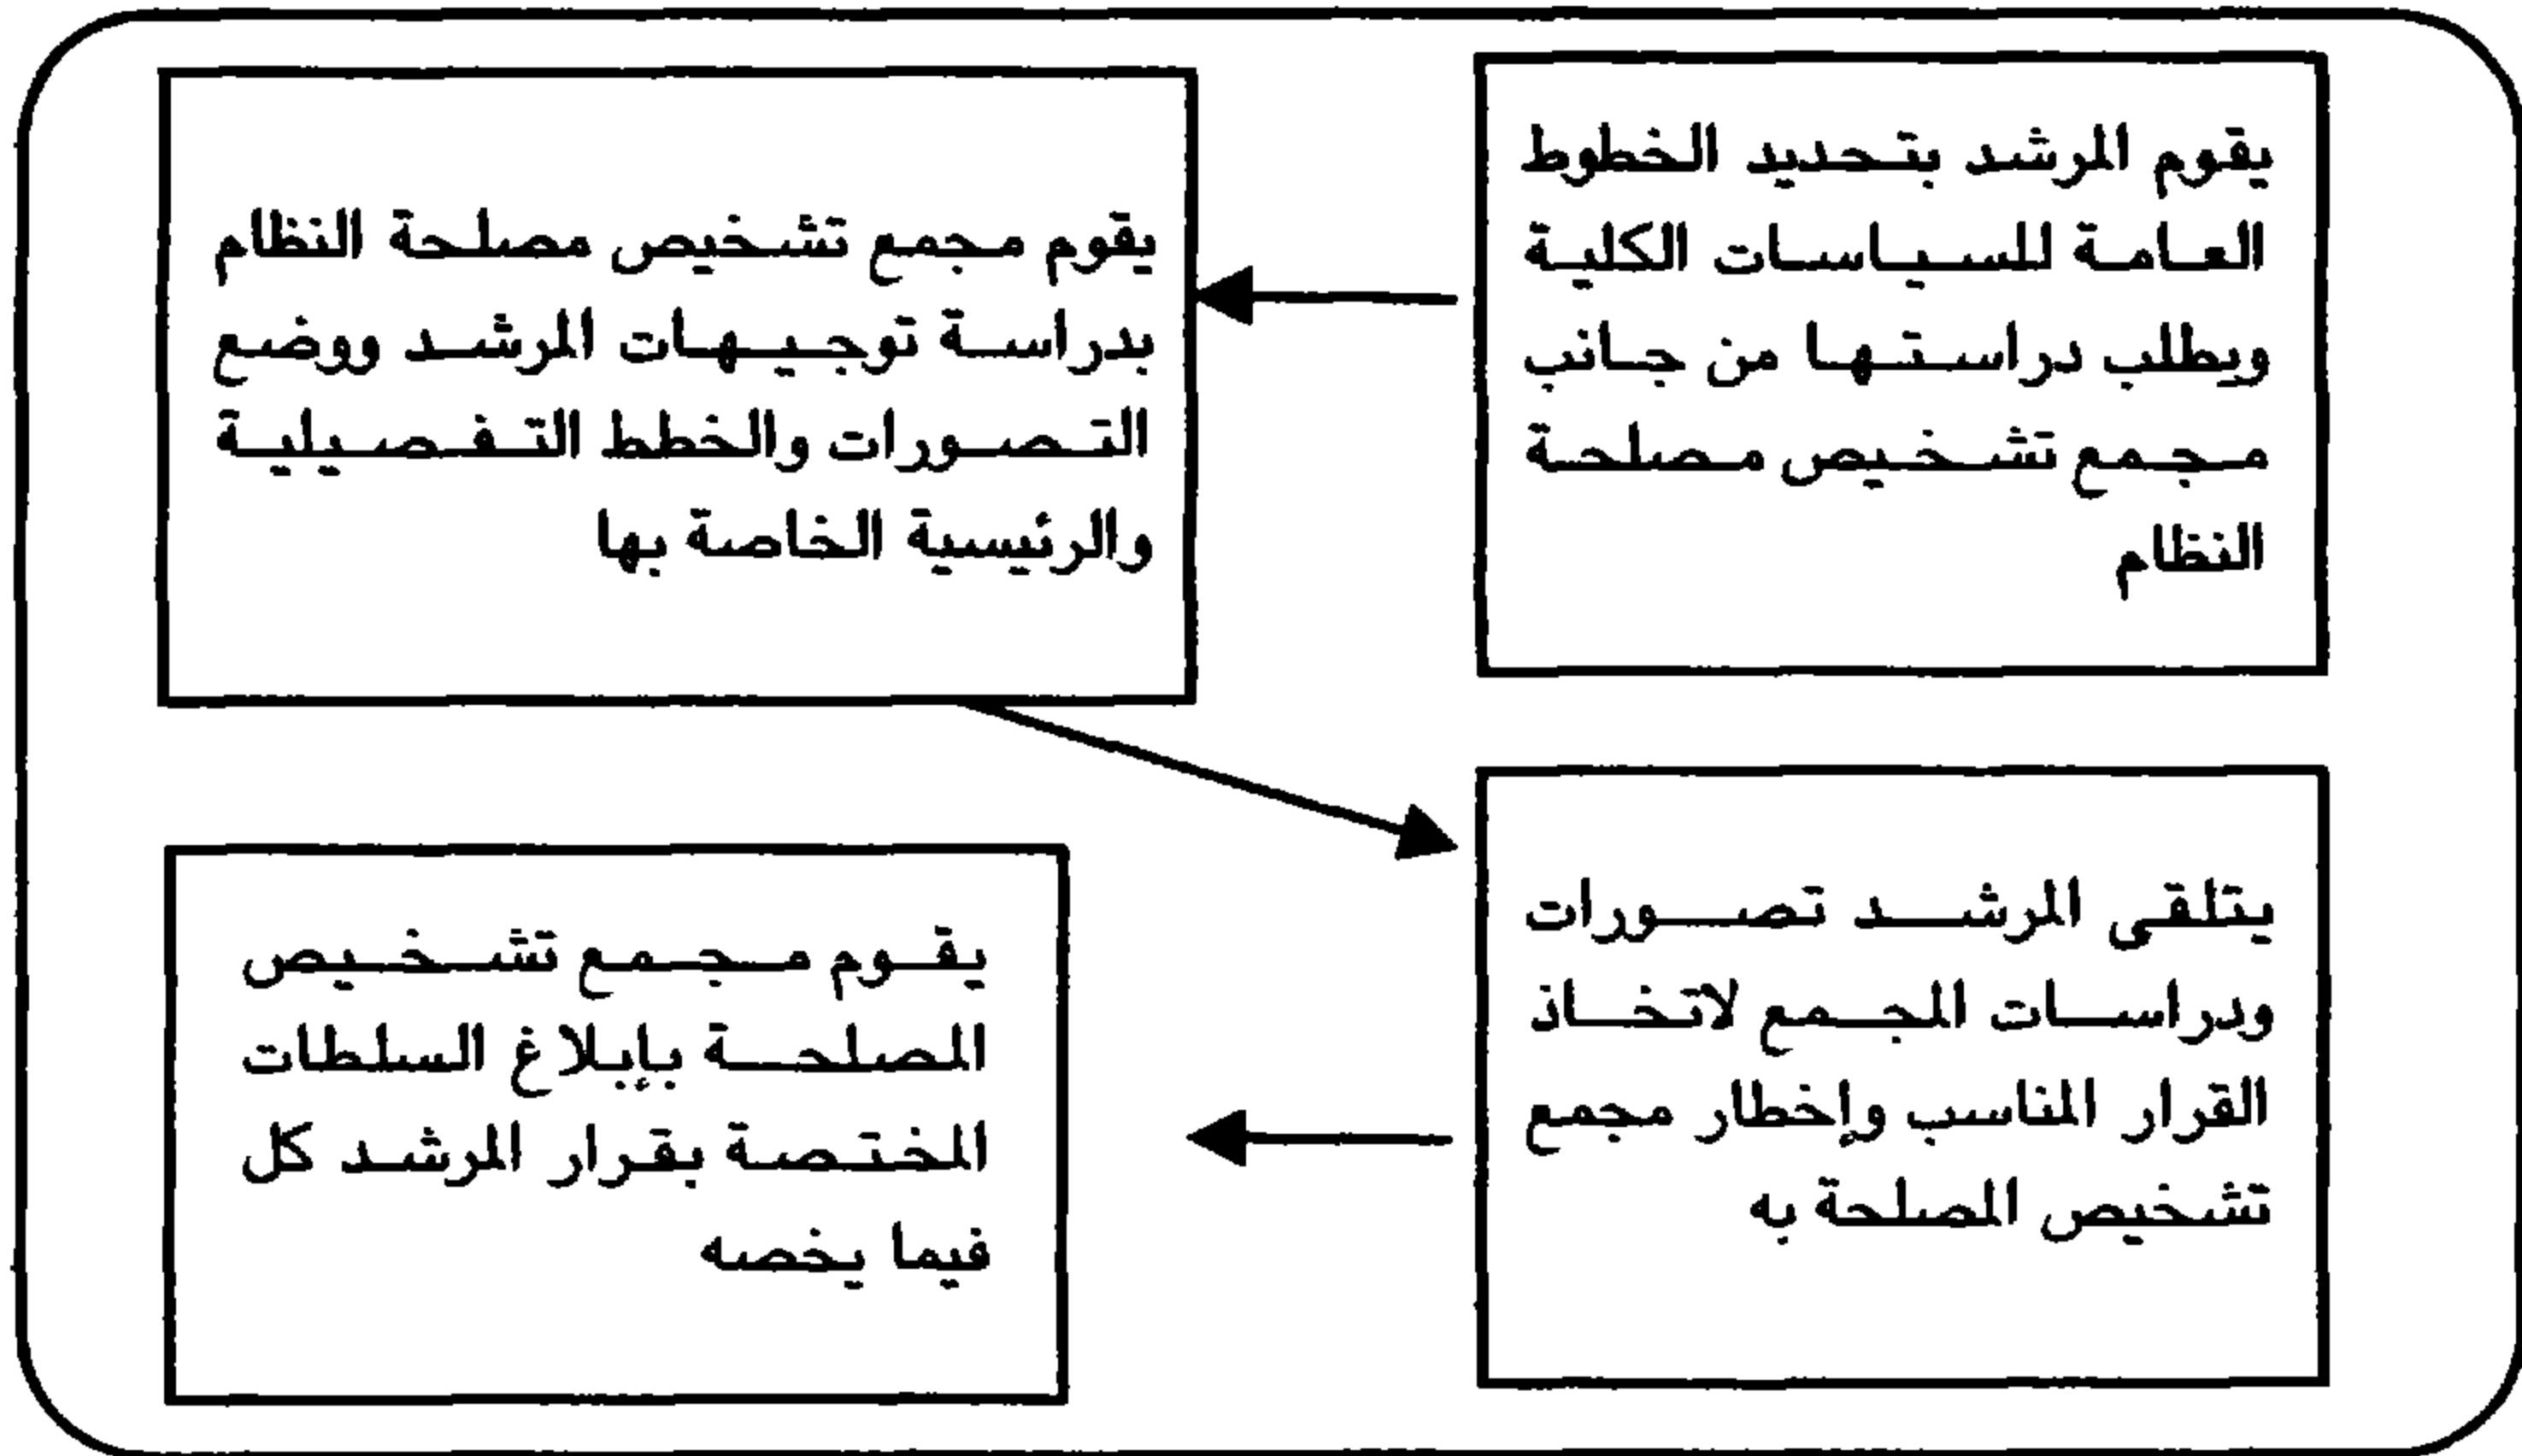 يقوم المرشد بتحديد الخطوط
العامة للسياسات الكلية
ويطلب دراستها من جانب
مجمع تشخيص مصلحة
النظام
يقوم مجمع تشخيص مصلحة النظام
بدراسة توجيهات المرشد ووضع
التصورات والخطط التفصيلية
والرئيسية الخاصة بها
يتلقى المرشد تصورات
ودراسات المجمع لاتخاذ
القرار المناسب وإخطار مجمع
تشخيص المصلحة به
يقوم مجمع تشخيص
المصلحة بإبلاغ السلطات
المختصة بقرار المرشد كل
فيما يخصه